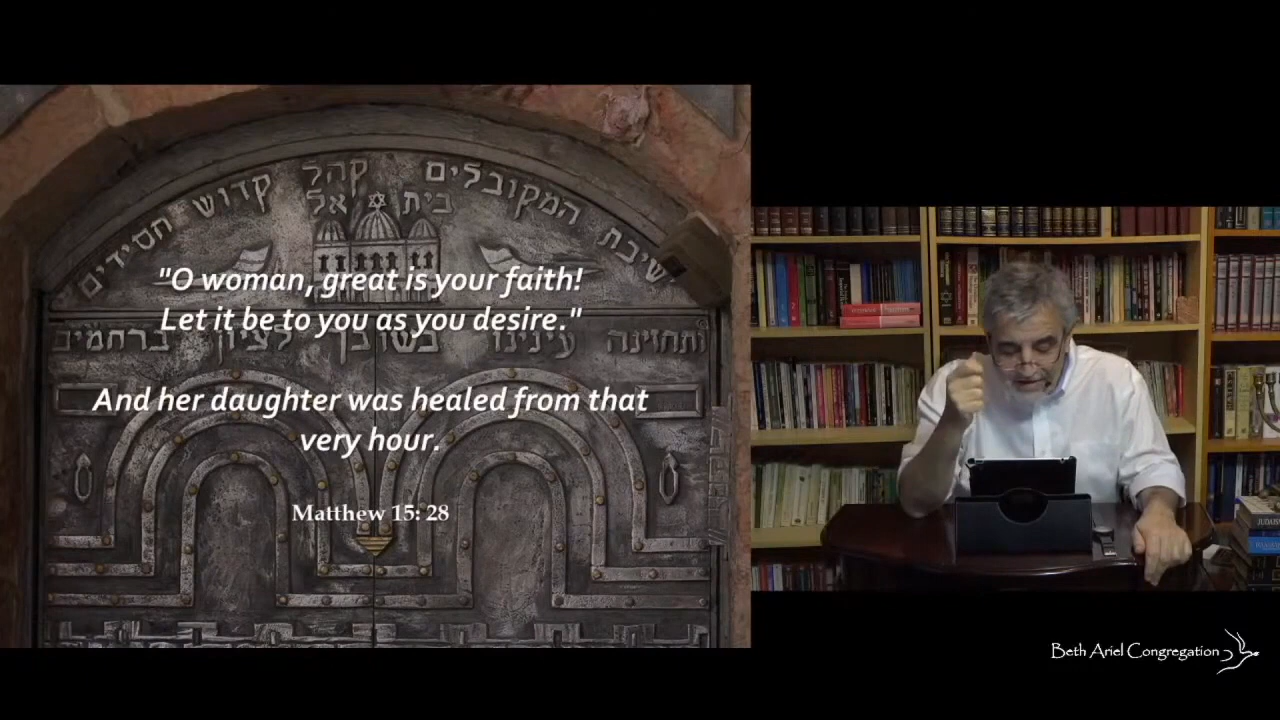 ישיבת המקובלים קהל קדוש חסידים
בית אל
"O woman, great is your faith!
Let it be to you as you desire."
ותחזינה עינינו בשובך לציון ברחמים
And her daughter was healed from that
very hour.
Matthew 15: 28
JUDAISM
Beth Ariel Congregation